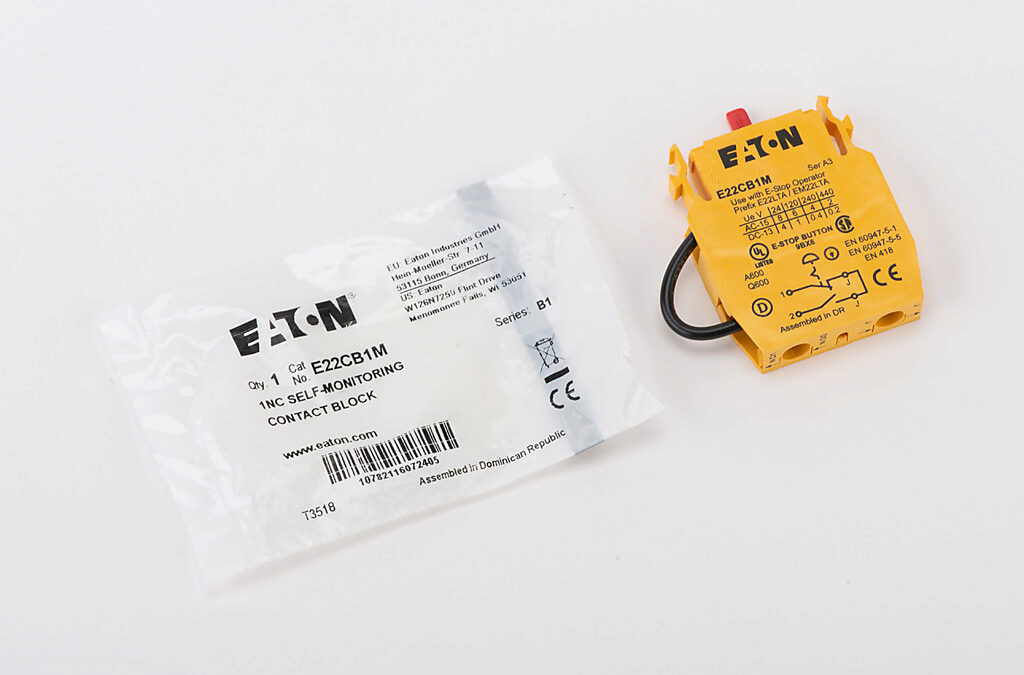 EU Eaton Industries GmbH
Hein-Moeller-Str 7-11
53115 Bonn, Germany
US Eaton
W126N7250 Flint Drive
Menomonee Falls, WI 53051
EATON®
Series: B1
Qty. 1 Cat No. E22CB1M
1NC SELF-MONITORING
CONTACT BLOCK
CE
www.eaton.com
10782116072405
Assembled in Dominican Republic
T3518
EATON
Ser A3
E22CB1M
Use with E-Stop Operator
Prefix E22LTA / EM22LTA
Ue V 24 120 240 440
AC-15 8 6 4 2
DC-13 4 1 0.4 0.2
UL
LISTED
E-STOP BUTTON
9BX6
EN 60947-5-1
EN 60947-5-5
EN 418
A600
Q600
CE
1
2
D
Assembled in DR